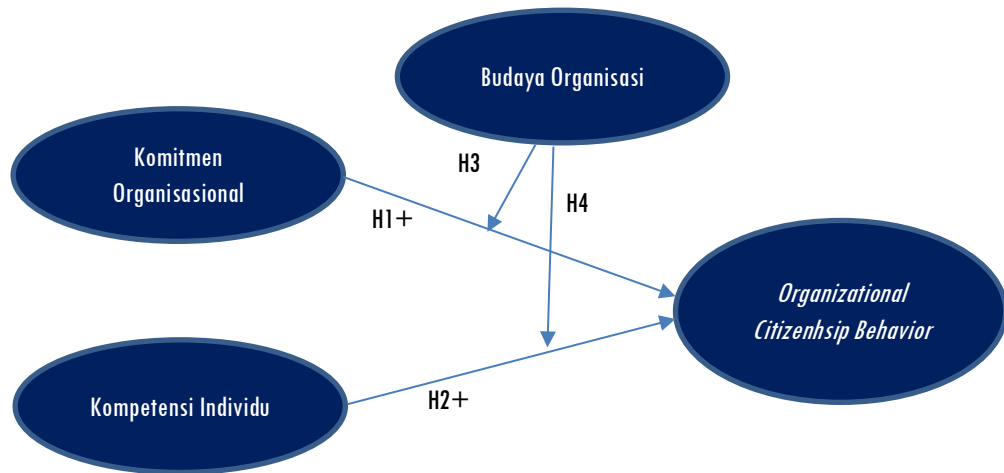 Budaya Organisasi
Komitmen
Organisasional
H3
H4
H1+
Organizational
Citizenhsip Behavior
Kompetensi Individu
H2+